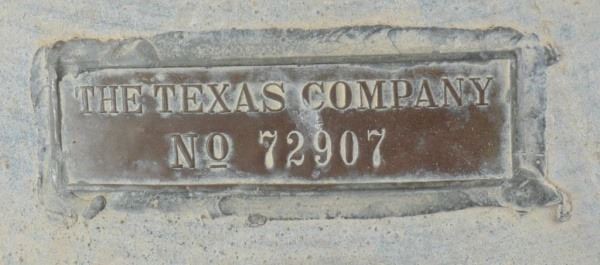 THE TEXAS COMPANY
NO 72907